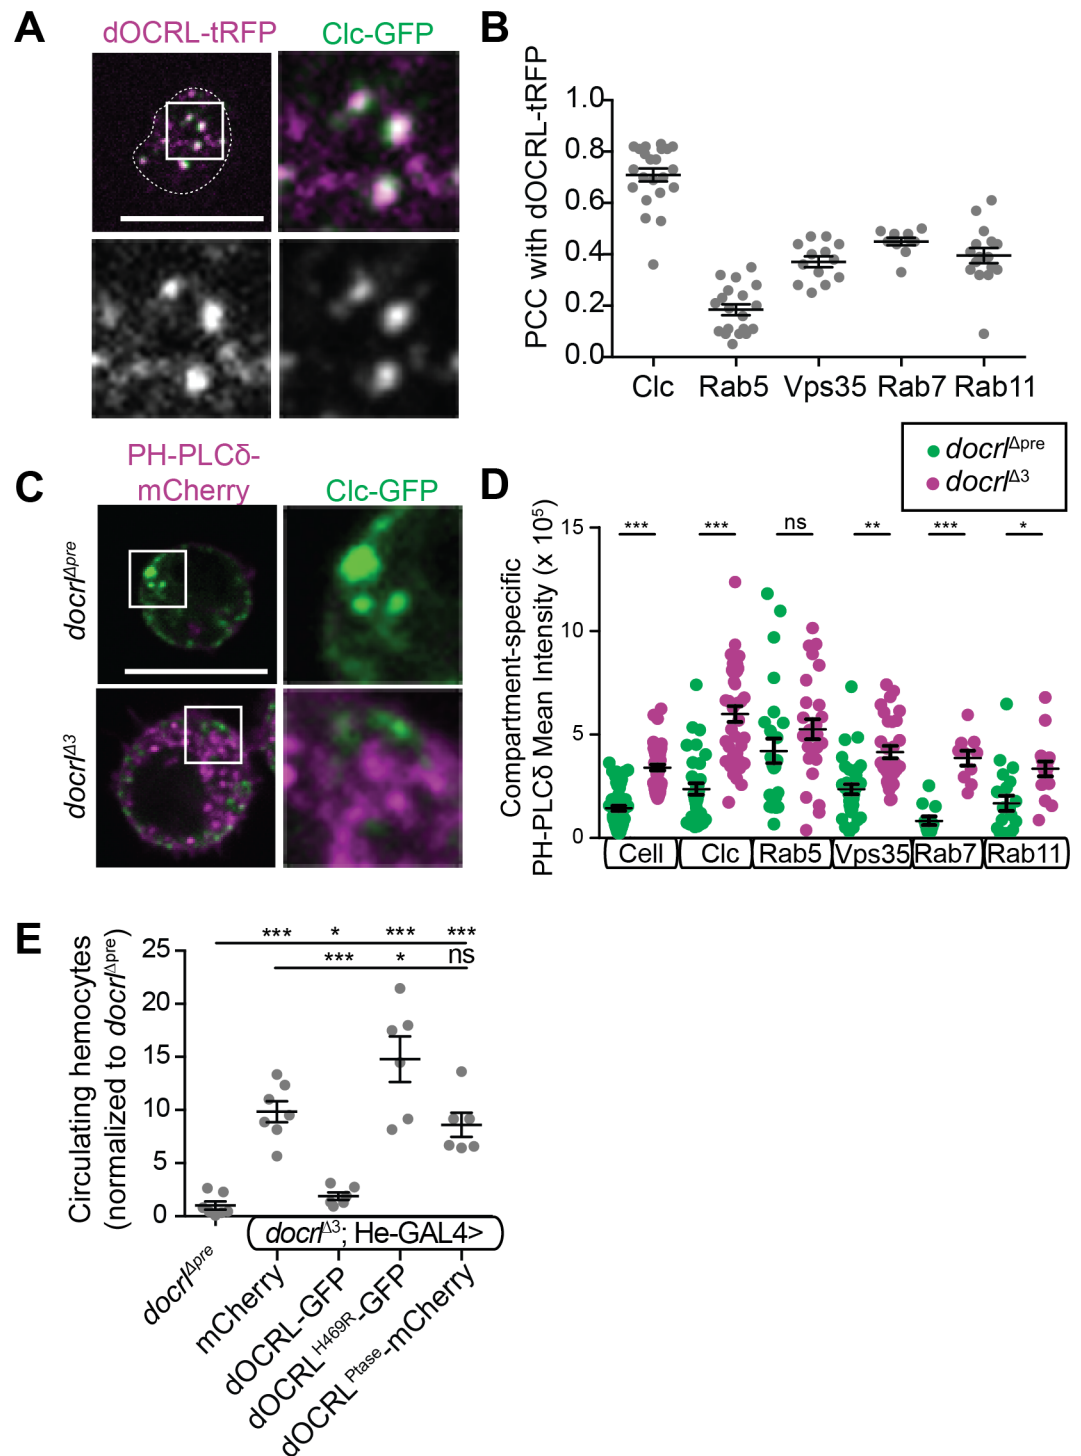 A
dOCRL-tRFP
Clc-GFP
B
PCC with dOCRL-tRFP
1.0
0.8
0.6
0.4
0.2
0.0
Clc
Rab5
Vps35
Rab7
Rab11
C
PH-PLCδ-
mCherry
Clc-GFP
docrlΔpre
docrlΔ3
D
docrlΔpre
docrlΔ3
Compartment-specific
PH-PLCδ Mean Intensity (x 10⁵)
15
10
5
0
*** *** ns ** *** *
Cell
Clc
Rab5
Vps35
Rab7
Rab11
E
Circulating hemocytes
(normalized to docrlΔpre)
25
20
15
10
5
0
*** * *** ***
*** * ns
docrlΔ3; He-GAL4>
docrlΔpre
mCherry
dOCRL-GFP
dOCRLH469R-GFP
dOCRLPtase-mCherry